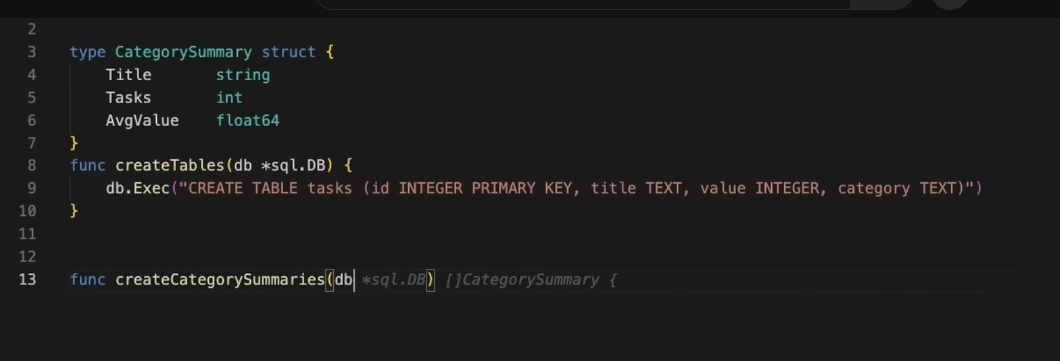 2
3 type CategorySummary struct {
4 Title string
5 Tasks int
6 AvgValue float64
7 }
8 func createTables(db *sql.DB) {
9 db.Exec("CREATE TABLE tasks (id INTEGER PRIMARY KEY, title TEXT, value INTEGER, category TEXT)")
10 }
11
12
13 func createCategorySummaries(db *sql.DB) []CategorySummary {